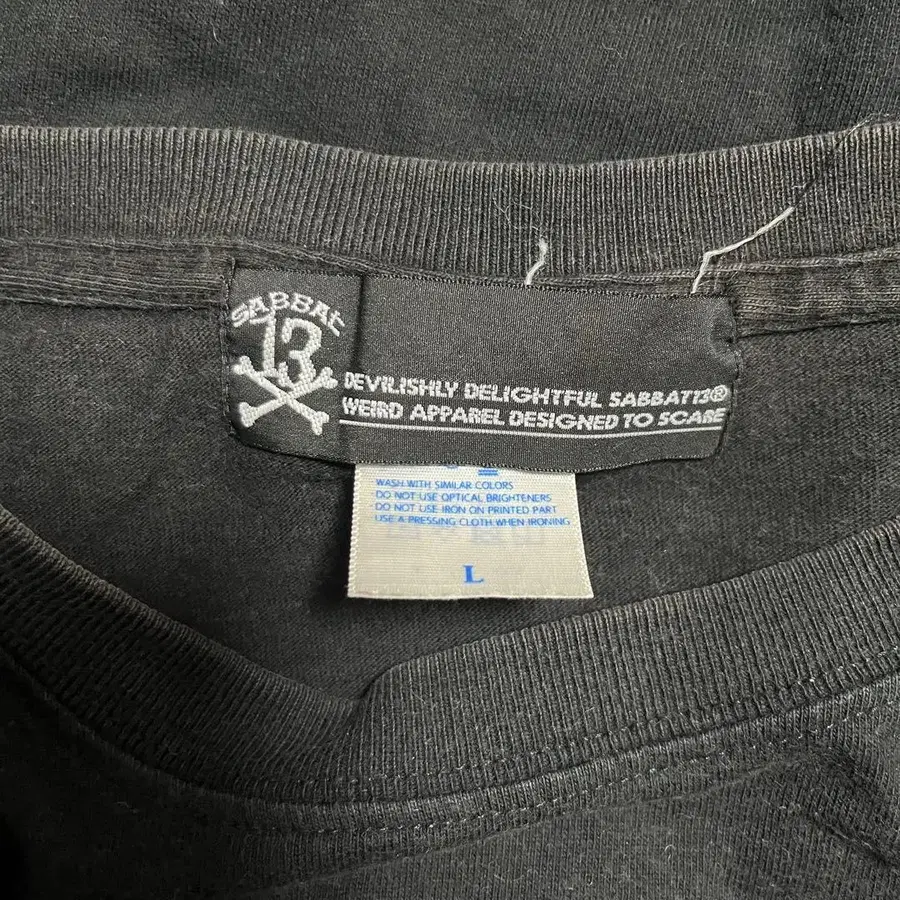 SABBAt
13
DEVILISHLY DELIGHTFUL SABBAT13®
WEIRD APPAREL DESIGNED TO SCARE
WASH WITH SIMILAR COLORS
DO NOT USE OPTICAL BRIGHTENERS
DO NOT USE IRON ON PRINTED PART
USE A PRESSING CLOTH WHEN IRONING
L